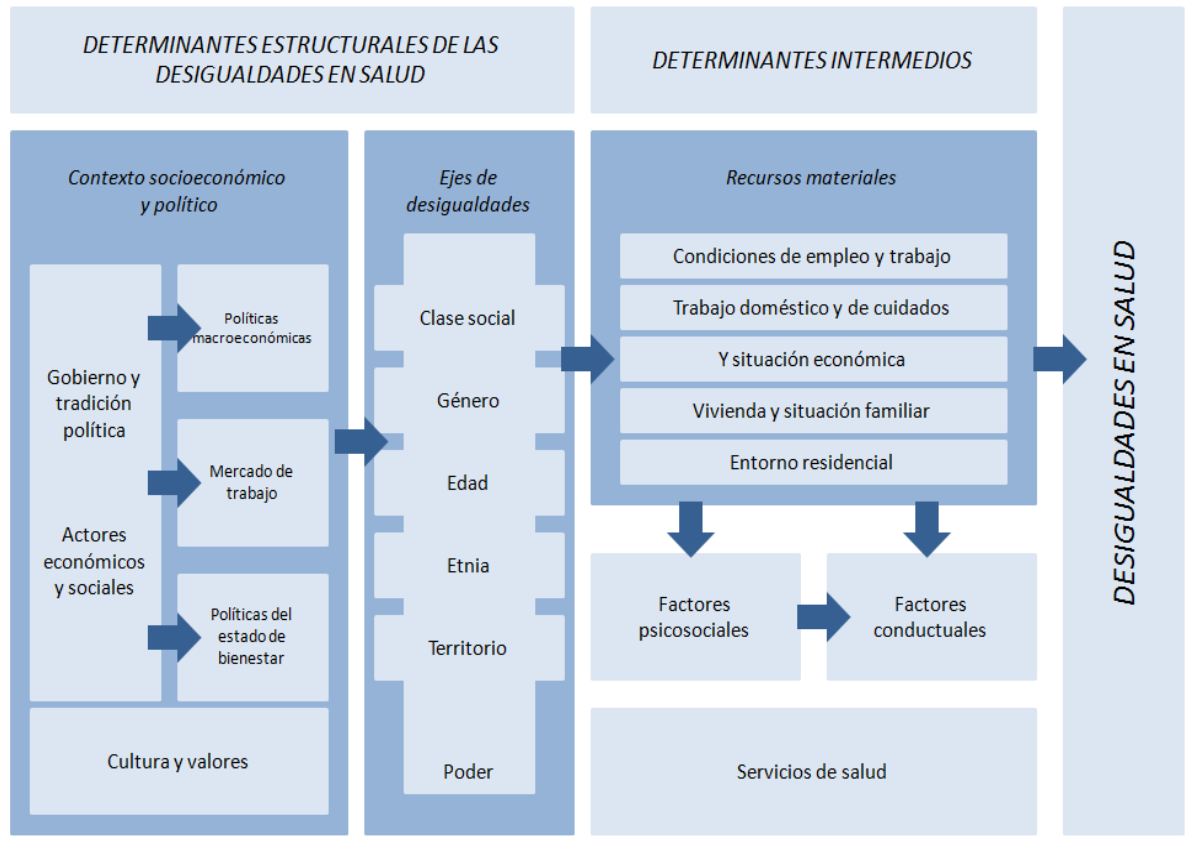 DETERMINANTES ESTRUCTURALES DE LAS
DESIGUALDADES EN SALUD
DETERMINANTES INTERMEDIOS
DESIGUALDADES EN SALUD
Contexto socioeconómico
y político
Gobierno y
tradición
política
Actores
económicos
y sociales
Políticas
macroeconómicas
Mercado de
trabajo
Políticas del
estado de
bienestar
Cultura y valores
Ejes de
desigualdades
Clase social
Género
Edad
Etnia
Territorio
Poder
Recursos materiales
Condiciones de empleo y trabajo
Trabajo doméstico y de cuidados
Y situación económica
Vivienda y situación familiar
Entorno residencial
Factores
psicosociales
Factores
conductuales
Servicios de salud